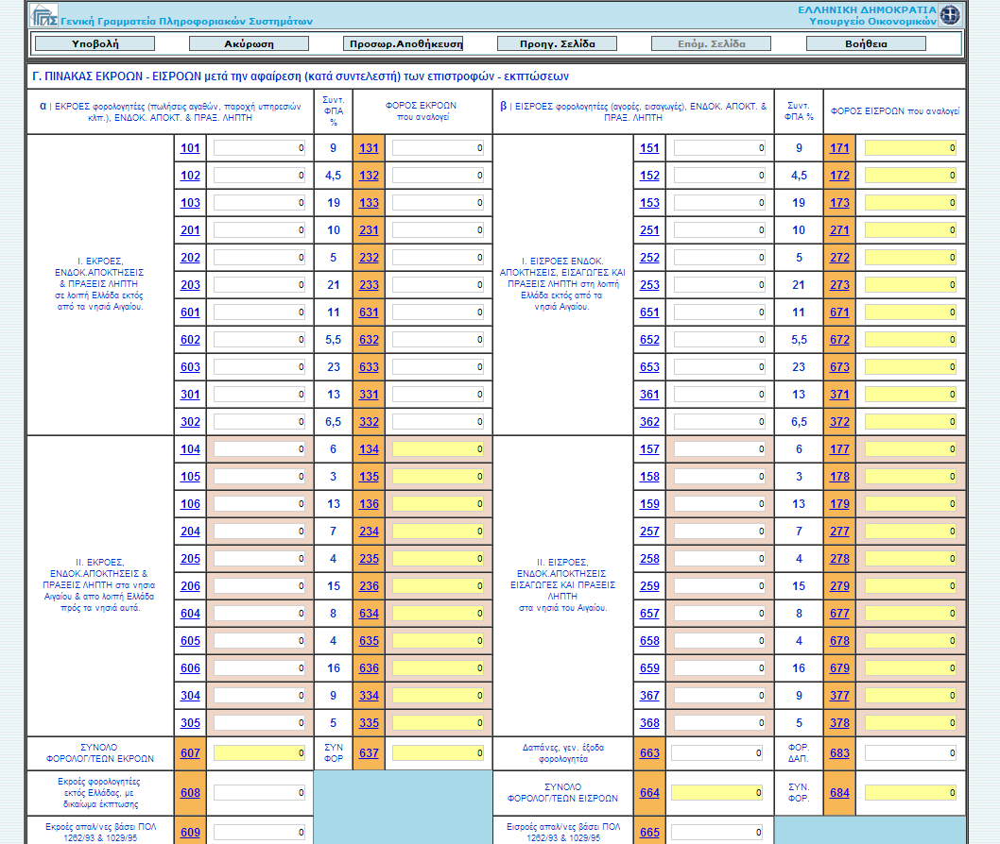 ΓΠΣ Γενική Γραμματεία Πληροφοριακών Συστημάτων
ΕΛΛΗΝΙΚΗ ΔΗΜΟΚΡΑΤΙΑ
Υπουργείο Οικονομικών
Υποβολή Ακύρωση Προσωρ.Αποθήκευση Προηγ. Σελίδα Επόμ. Σελίδα Βοήθεια
Γ. ΠΙΝΑΚΑΣ ΕΚΡΟΩΝ - ΕΙΣΡΟΩΝ μετά την αφαίρεση (κατά συντελεστή) των επιστροφών - εκπτώσεων
α | ΕΚΡΟΕΣ φορολογητέες (πωλήσεις αγαθών, παροχή υπηρεσιών
κλπ.), ΕΝΔΟΚ. ΑΠΟΚΤ. & ΠΡΑΞ. ΛΗΠΤΗ
Συντ.
ΦΠΑ
%
ΦΟΡΟΣ ΕΚΡΟΩΝ
που αναλογεί
β | ΕΙΣΡΟΕΣ φορολογητέες (αγορές, εισαγωγές), ΕΝΔΟΚ. ΑΠΟΚΤ. &
ΠΡΑΞ. ΛΗΠΤΗ
Συντ.
ΦΠΑ %
ΦΟΡΟΣ ΕΙΣΡΟΩΝ που αναλογεί
Ι. ΕΚΡΟΕΣ,
ΕΝΔΟΚ.ΑΠΟΚΤΗΣΕΙΣ
& ΠΡΑΞΕΙΣ ΛΗΠΤΗ
σε λοιπή Ελλάδα εκτός
από τα νησιά Αιγαίου.
Ι. ΕΙΣΡΟΕΣ ΕΝΔΟΚ.
ΑΠΟΚΤΗΣΕΙΣ, ΕΙΣΑΓΩΓΕΣ ΚΑΙ
ΠΡΑΞΕΙΣ ΛΗΠΤΗ στη λοιπή
Ελλάδα εκτός από τα
νησιά Αιγαίου.
101 0 9 131 0 151 0 9 171 0
102 0 4,5 132 0 152 0 4,5 172 0
103 0 19 133 0 153 0 19 173 0
201 0 10 231 0 251 0 10 271 0
202 0 5 232 0 252 0 5 272 0
203 0 21 233 0 253 0 21 273 0
601 0 11 631 0 651 0 11 671 0
602 0 5,5 632 0 652 0 5,5 672 0
603 0 23 633 0 653 0 23 673 0
301 0 13 331 0 361 0 13 371 0
302 0 6,5 332 0 362 0 6,5 372 0
ΙΙ. ΕΚΡΟΕΣ,
ΕΝΔΟΚ.ΑΠΟΚΤΗΣΕΙΣ &
ΠΡΑΞΕΙΣ ΛΗΠΤΗ στα νησια
Αιγαίου & απο λοιπή Ελλάδα
πρός τα νησιά αυτά.
ΙΙ. ΕΙΣΡΟΕΣ,
ΕΝΔΟΚ.ΑΠΟΚΤΗΣΕΙΣ
ΕΙΣΑΓΩΓΕΣ ΚΑΙ ΠΡΑΞΕΙΣ
ΛΗΠΤΗ
στα νησιά του Αιγαίου.
104 0 6 134 0 157 0 6 177 0
105 0 3 135 0 158 0 3 178 0
106 0 13 136 0 159 0 13 179 0
204 0 7 234 0 257 0 7 277 0
205 0 4 235 0 258 0 4 278 0
206 0 15 236 0 259 0 15 279 0
604 0 8 634 0 657 0 8 677 0
605 0 4 635 0 658 0 4 678 0
606 0 16 636 0 659 0 16 679 0
304 0 9 334 0 367 0 9 377 0
305 0 5 335 0 368 0 5 378 0
ΣΥΝΟΛΟ
ΦΟΡΟΛΟΓ/ΤΕΩΝ ΕΚΡΟΩΝ
607 0
ΣΥΝ
ΦΟΡ
637 0
Δαπάνες, γεν. έξοδα
φορολογητέα
663 0
ΦΟΡ.
ΔΑΠ.
683 0
Εκροές φορολογητέες
εκτός Ελλάδας, με
δικαίωμα έκπτωσης
608 0
ΣΥΝΟΛΟ
ΦΟΡΟΛΟΓ/ΤΕΩΝ ΕΙΣΡΟΩΝ
664 0
ΣΥΝ.
ΦΟΡ.
684 0
Εκροές απαλ/νες βάσει ΠΟΛ
1262/93 & 1029/95
609 0
Εισροές απαλ/νες βάσει ΠΟΛ
1262/93 & 1029/95
665 0